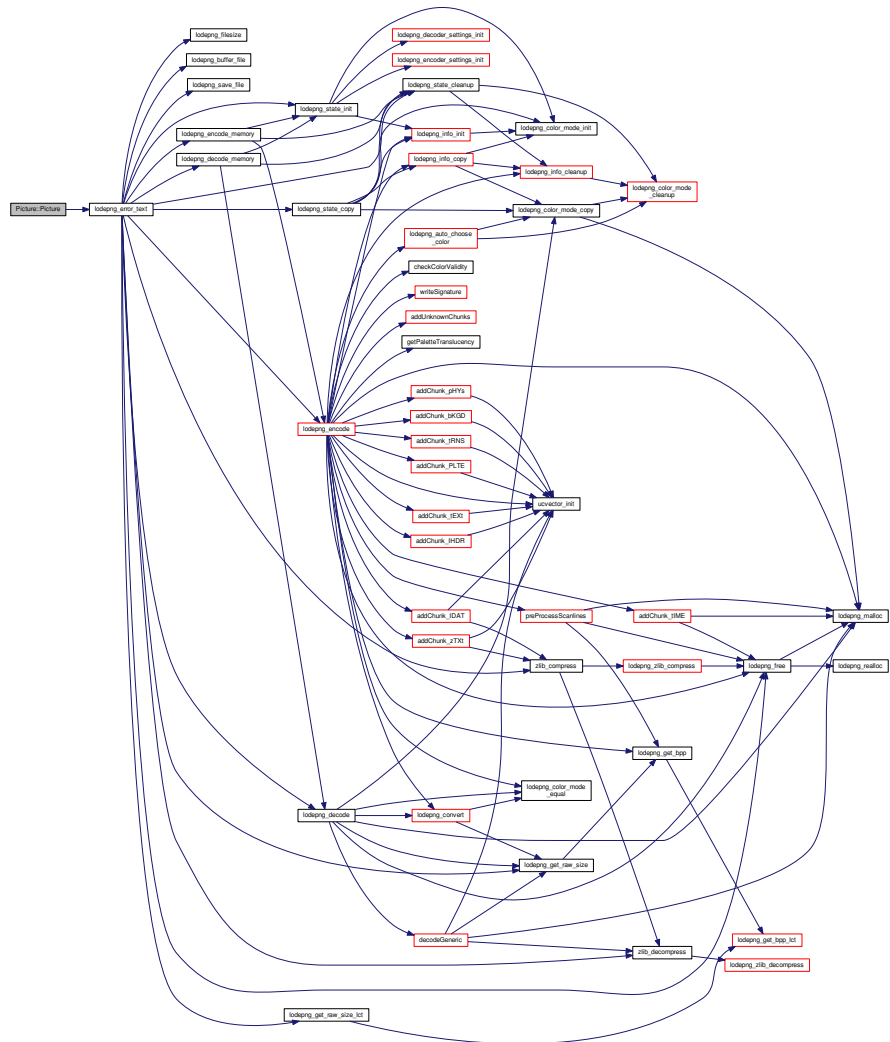 lodepng_filesize
lodepng_buffer_file
lodepng_save_file
lodepng_decoder_settings_init
lodepng_encoder_settings_init
lodepng_state_cleanup
lodepng_state_init
lodepng_encode_memory
lodepng_decode_memory
lodepng_color_mode_init
lodepng_info_init
lodepng_info_copy
lodepng_info_cleanup
lodepng_color_mode
_cleanup
Picture::Picture
lodepng_error_text
lodepng_state_copy
lodepng_color_mode_copy
lodepng_auto_choose
_color
checkColorValidity
writeSignature
addUnknownChunks
getPaletteTranslucency
addChunk_pHYs
addChunk_bKGD
lodepng_encode
addChunk_tRNS
addChunk_PLTE
ucvector_init
addChunk_tEXt
addChunk_IHDR
addChunk_IDAT
preProcessScanlines
addChunk_tIME
lodepng_malloc
addChunk_zTXt
zlib_compress
lodepng_zlib_compress
lodepng_free
lodepng_realloc
lodepng_get_bpp
lodepng_color_mode
_equal
lodepng_decode
lodepng_convert
lodepng_get_raw_size
decodeGeneric
lodepng_get_bpp_lct
zlib_decompress
lodepng_zlib_decompress
lodepng_get_raw_size_lct